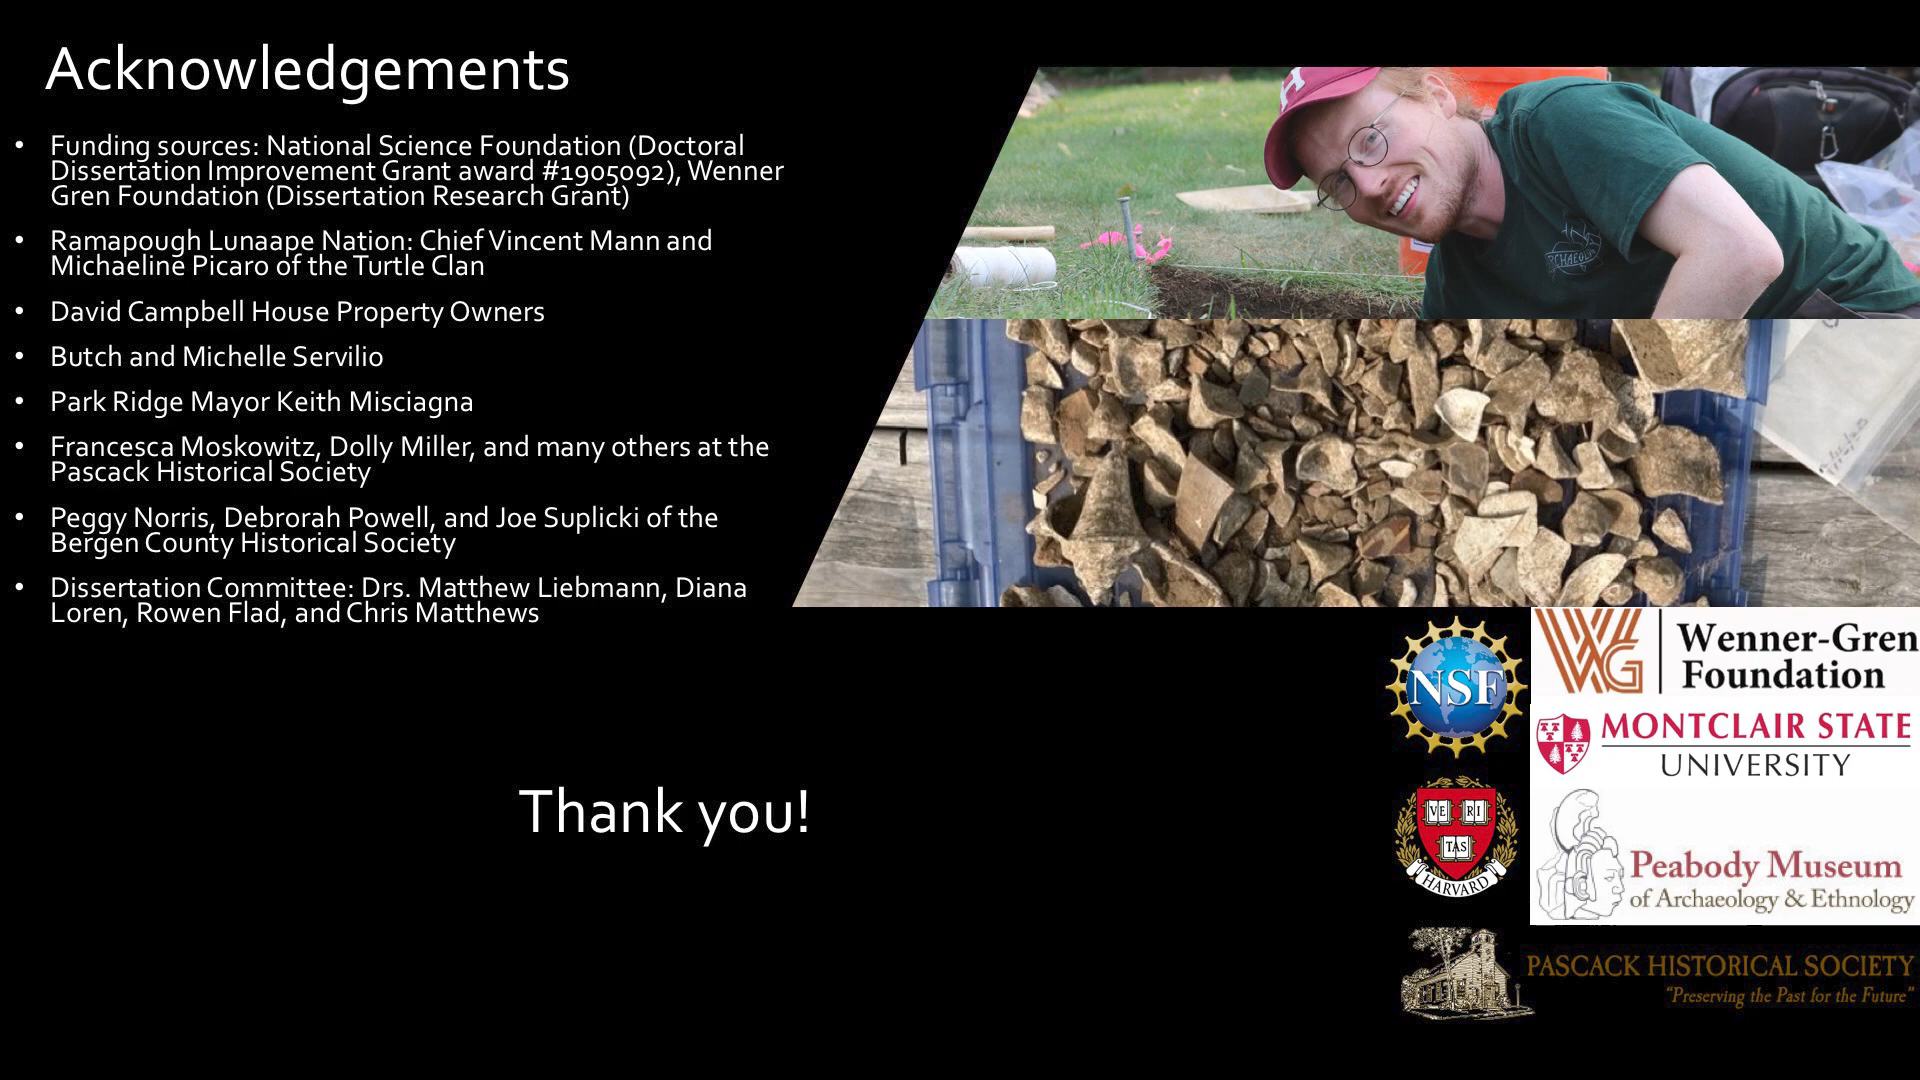 Acknowledgements
• Funding sources: National Science Foundation (Doctoral
Dissertation Improvement Grant award #1905092), Wenner
Gren Foundation (Dissertation Research Grant)
• Ramapough Lunaape Nation: Chief Vincent Mann and
Michaeline Picaro of the Turtle Clan
• David Campbell House Property Owners
• Butch and Michelle Servilio
• Park Ridge Mayor Keith Misciagna
• Francesca Moskowitz, Dolly Miller, and many others at the
Pascack Historical Society
• Peggy Norris, Debrorah Powell, and Joe Suplicki of the
Bergen County Historical Society
• Dissertation Committee: Drs. Matthew Liebmann, Diana
Loren, Rowen Flad, and Chris Matthews
Thank you!
H
NSF
WG
Wenner-Gren
Foundation
MONTCLAIR STATE
UNIVERSITY
VE RI
TAS
HARVARD
Peabody Museum
of Archaeology & Ethnology
PASCACK HISTORICAL SOCIETY
“Preserving the Past for the Future”